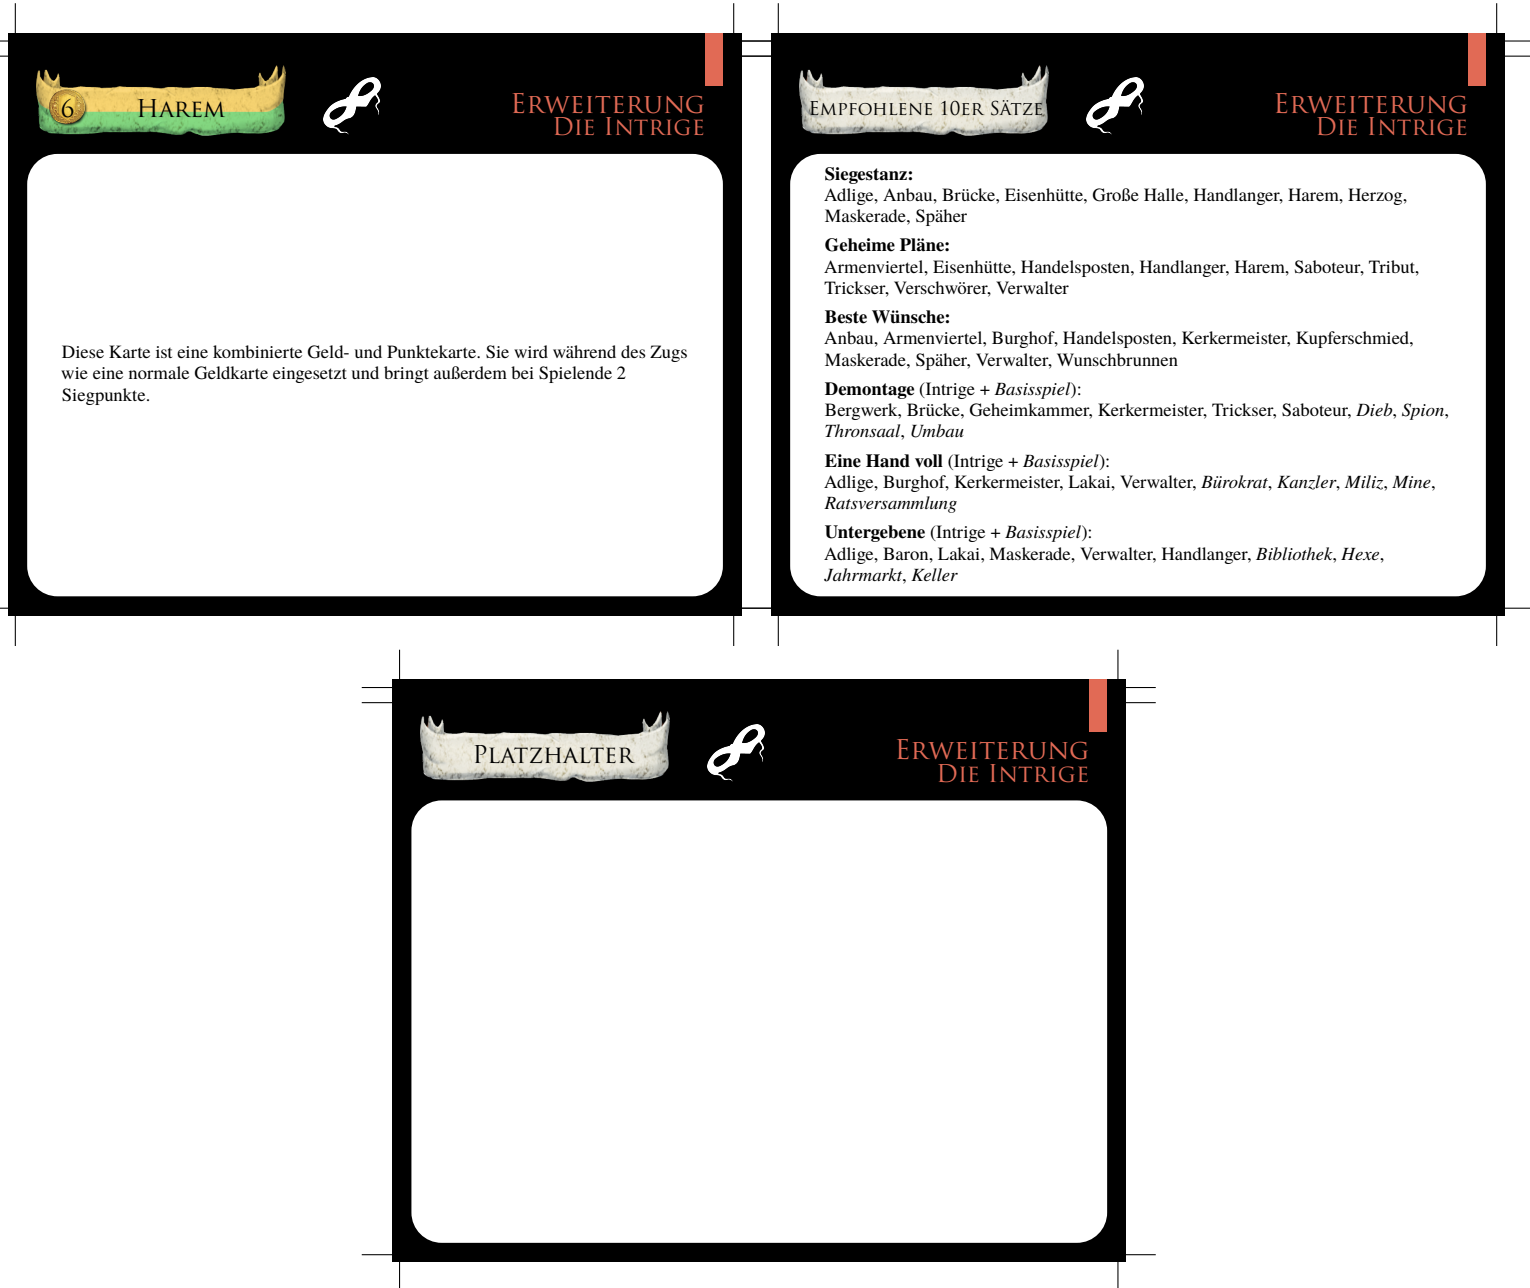 6
Harem
Erweiterung
Die Intrige
Diese Karte ist eine kombinierte Geld- und Punktekarte. Sie wird während des Zugs
wie eine normale Geldkarte eingesetzt und bringt außerdem bei Spielende 2
Siegpunkte.
Empfohlene 10er Sätze
Erweiterung
Die Intrige
Siegestanz:
Adlige, Anbau, Brücke, Eisenhütte, Große Halle, Handlanger, Harem, Herzog,
Maskerade, Späher
Geheime Pläne:
Armenviertel, Eisenhütte, Handelsposten, Handlanger, Harem, Saboteur, Tribut,
Trickser, Verschwörer, Verwalter
Beste Wünsche:
Anbau, Armenviertel, Burghof, Handelsposten, Kerkermeister, Kupferschmied,
Maskerade, Späher, Verwalter, Wunschbrunnen
Demontage (Intrige + Basisspiel):
Bergwerk, Brücke, Geheimkammer, Kerkermeister, Trickser, Saboteur, Dieb, Spion,
Thronsaal, Umbau
Eine Hand voll (Intrige + Basisspiel):
Adlige, Burghof, Kerkermeister, Lakai, Verwalter, Bürokrat, Kanzler, Miliz, Mine,
Ratsversammlung
Untergebene (Intrige + Basisspiel):
Adlige, Baron, Lakai, Maskerade, Verwalter, Handlanger, Bibliothek, Hexe,
Jahrmarkt, Keller
Platzhalter
Erweiterung
Die Intrige